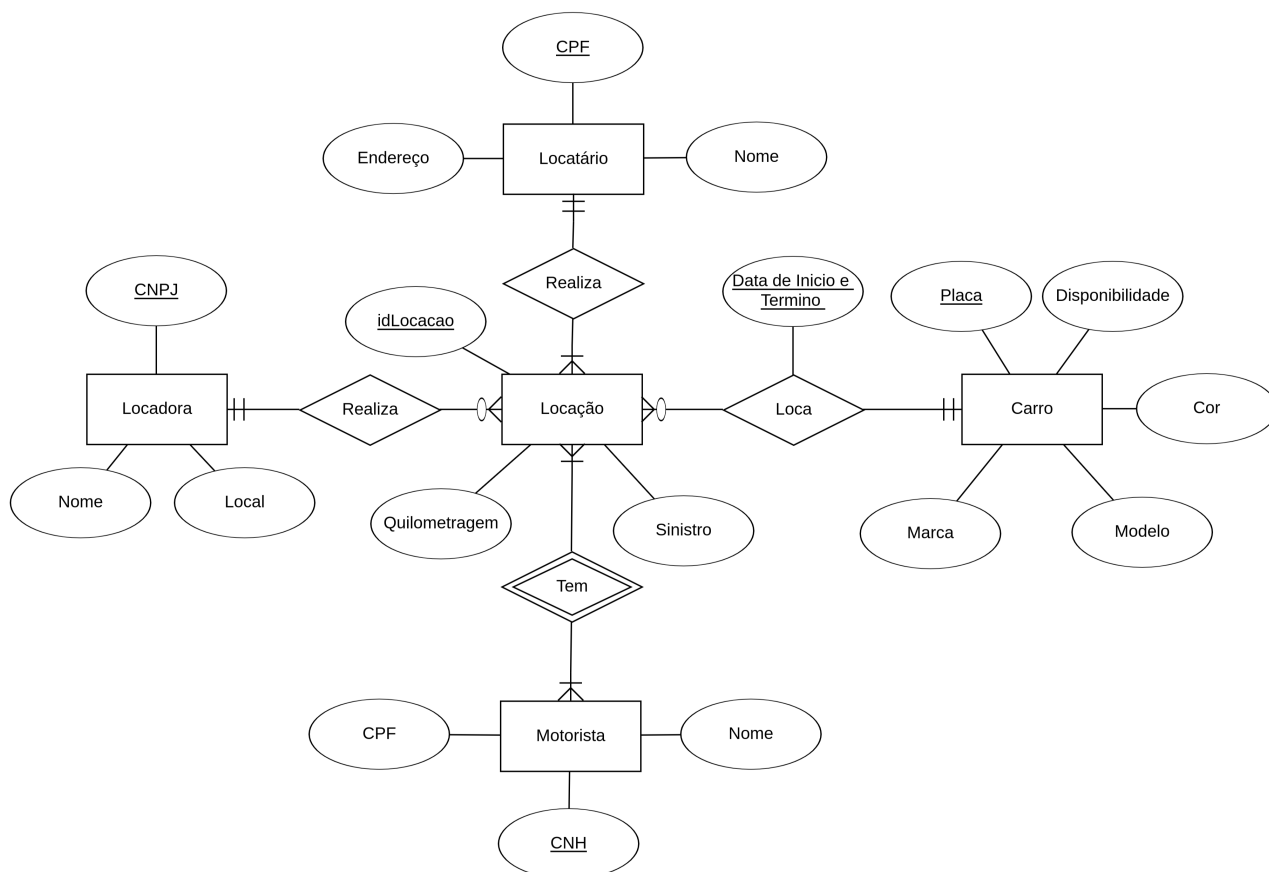 CPF
Endereço
Locatário
Nome
CNPJ
Realiza
Data de Inicio e
Termino
Placa
Disponibilidade
idLocacao
Locadora
Realiza
Locação
Loca
Carro
Cor
Nome
Local
Quilometragem
Sinistro
Marca
Modelo
Tem
CPF
Motorista
Nome
CNH